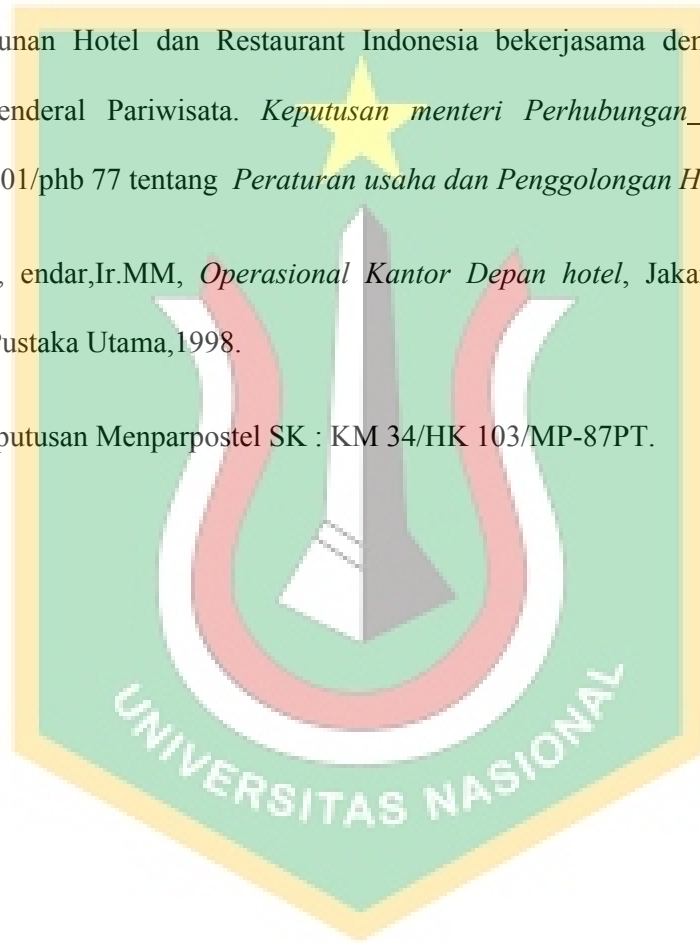 unan Hotel dan Restaurant Indonesia bekerjasama den
enderal Pariwisata. Keputusan menteri Perhubungan_
01/phb 77 tentang Peraturan usaha dan Penggolongan H
, endar,Ir.MM, Operasional Kantor Depan hotel, Jaka
Pustaka Utama,1998.
putusan Menparpostel SK : KM 34/HK 103/MP-87PT.
UNIVERSITAS NASIONAL